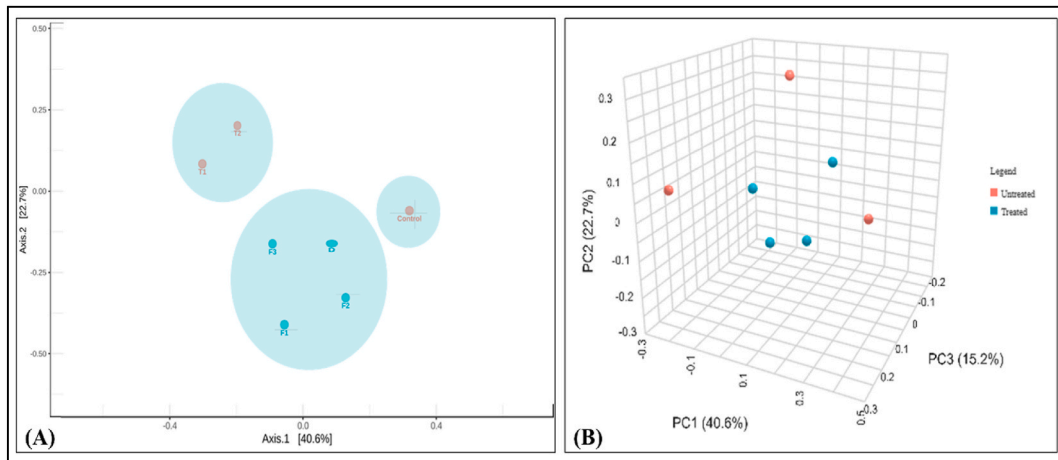 0.50
0.25
0.00
-0.25
-0.50
-0.4
0.0
0.4
Axis.2 [22.7%]
Axis.1 [40.6%]
T2
T1
Control
F3
F2
F1
(A)
0.3
0.2
0.1
0
-0.1
-0.2
-0.3
PC2 (22.7%)
-0.3
-0.1
0.1
0.3
PC1 (40.6%)
-0.2
-0.1
0
0.1
0.2
0.3
PC3 (15.2%)
Legend
Untreated
Treated
(B)